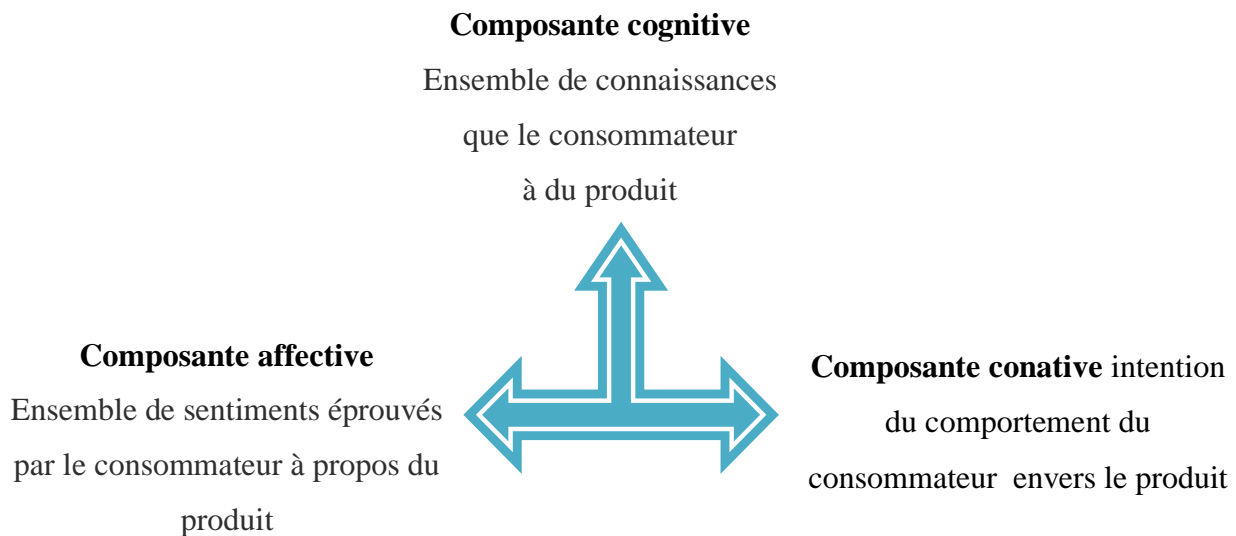 Composante cognitive
Ensemble de connaissances
que le consommateur
à du produit
Composante affective
Ensemble de sentiments éprouvés
par le consommateur à propos du
produit
Composante conative intention
du comportement du
consommateur envers le produit